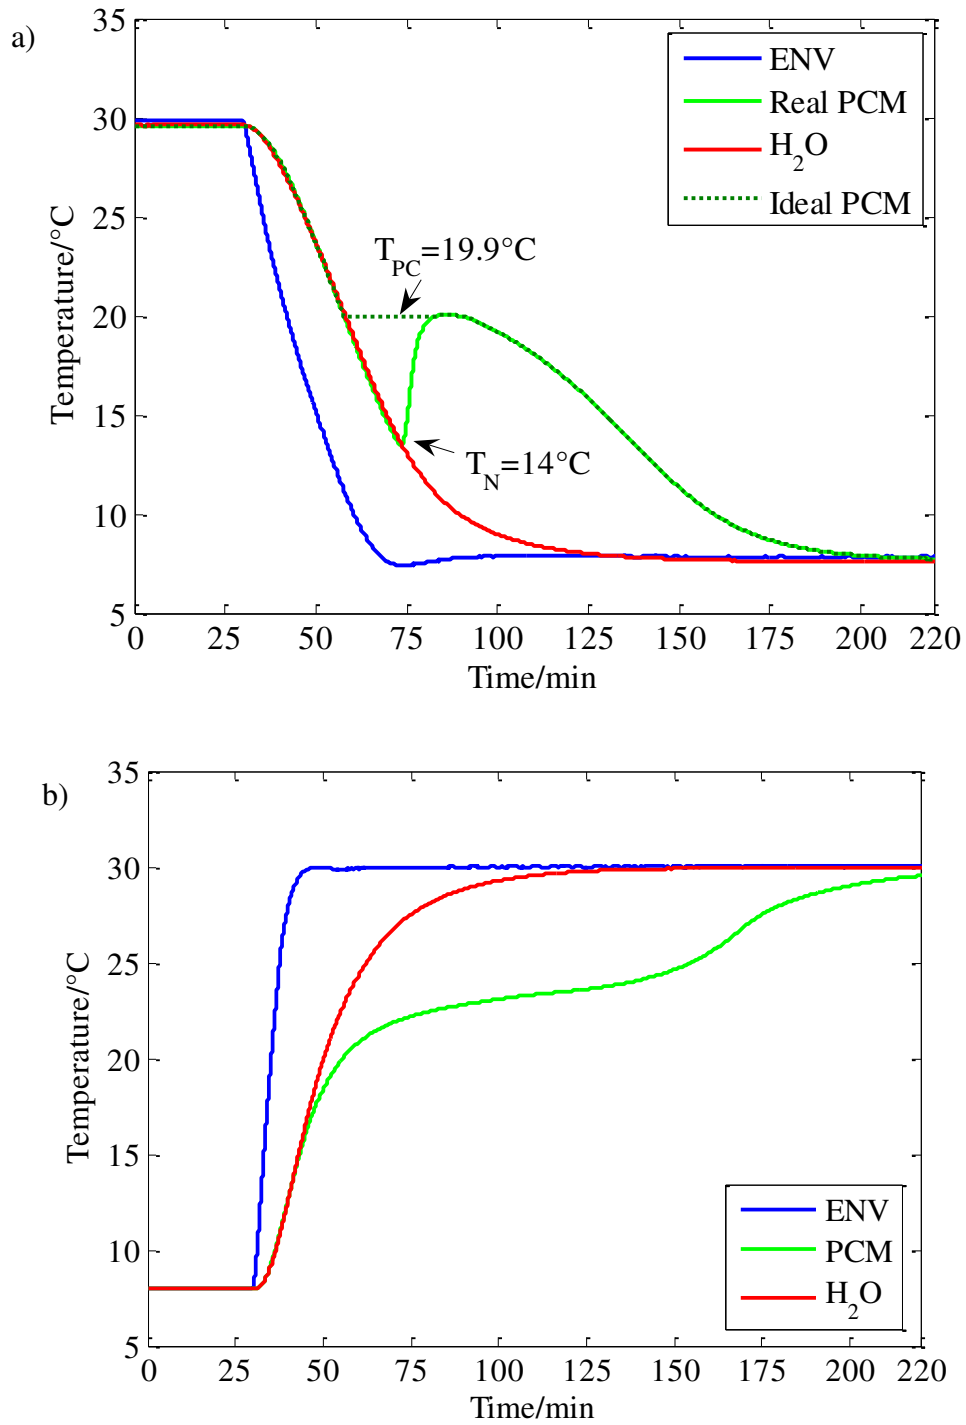 a)
35
30
25
20
15
10
5
Temperature/°C
ENV
Real PCM
H₂O
Ideal PCM
T_PC=19.9°C
T_N=14°C
0 25 50 75 100 125 150 175 200 220
Time/min
b)
35
30
25
20
15
10
5
Temperature/°C
ENV
PCM
H₂O
0 25 50 75 100 125 150 175 200 220
Time/min